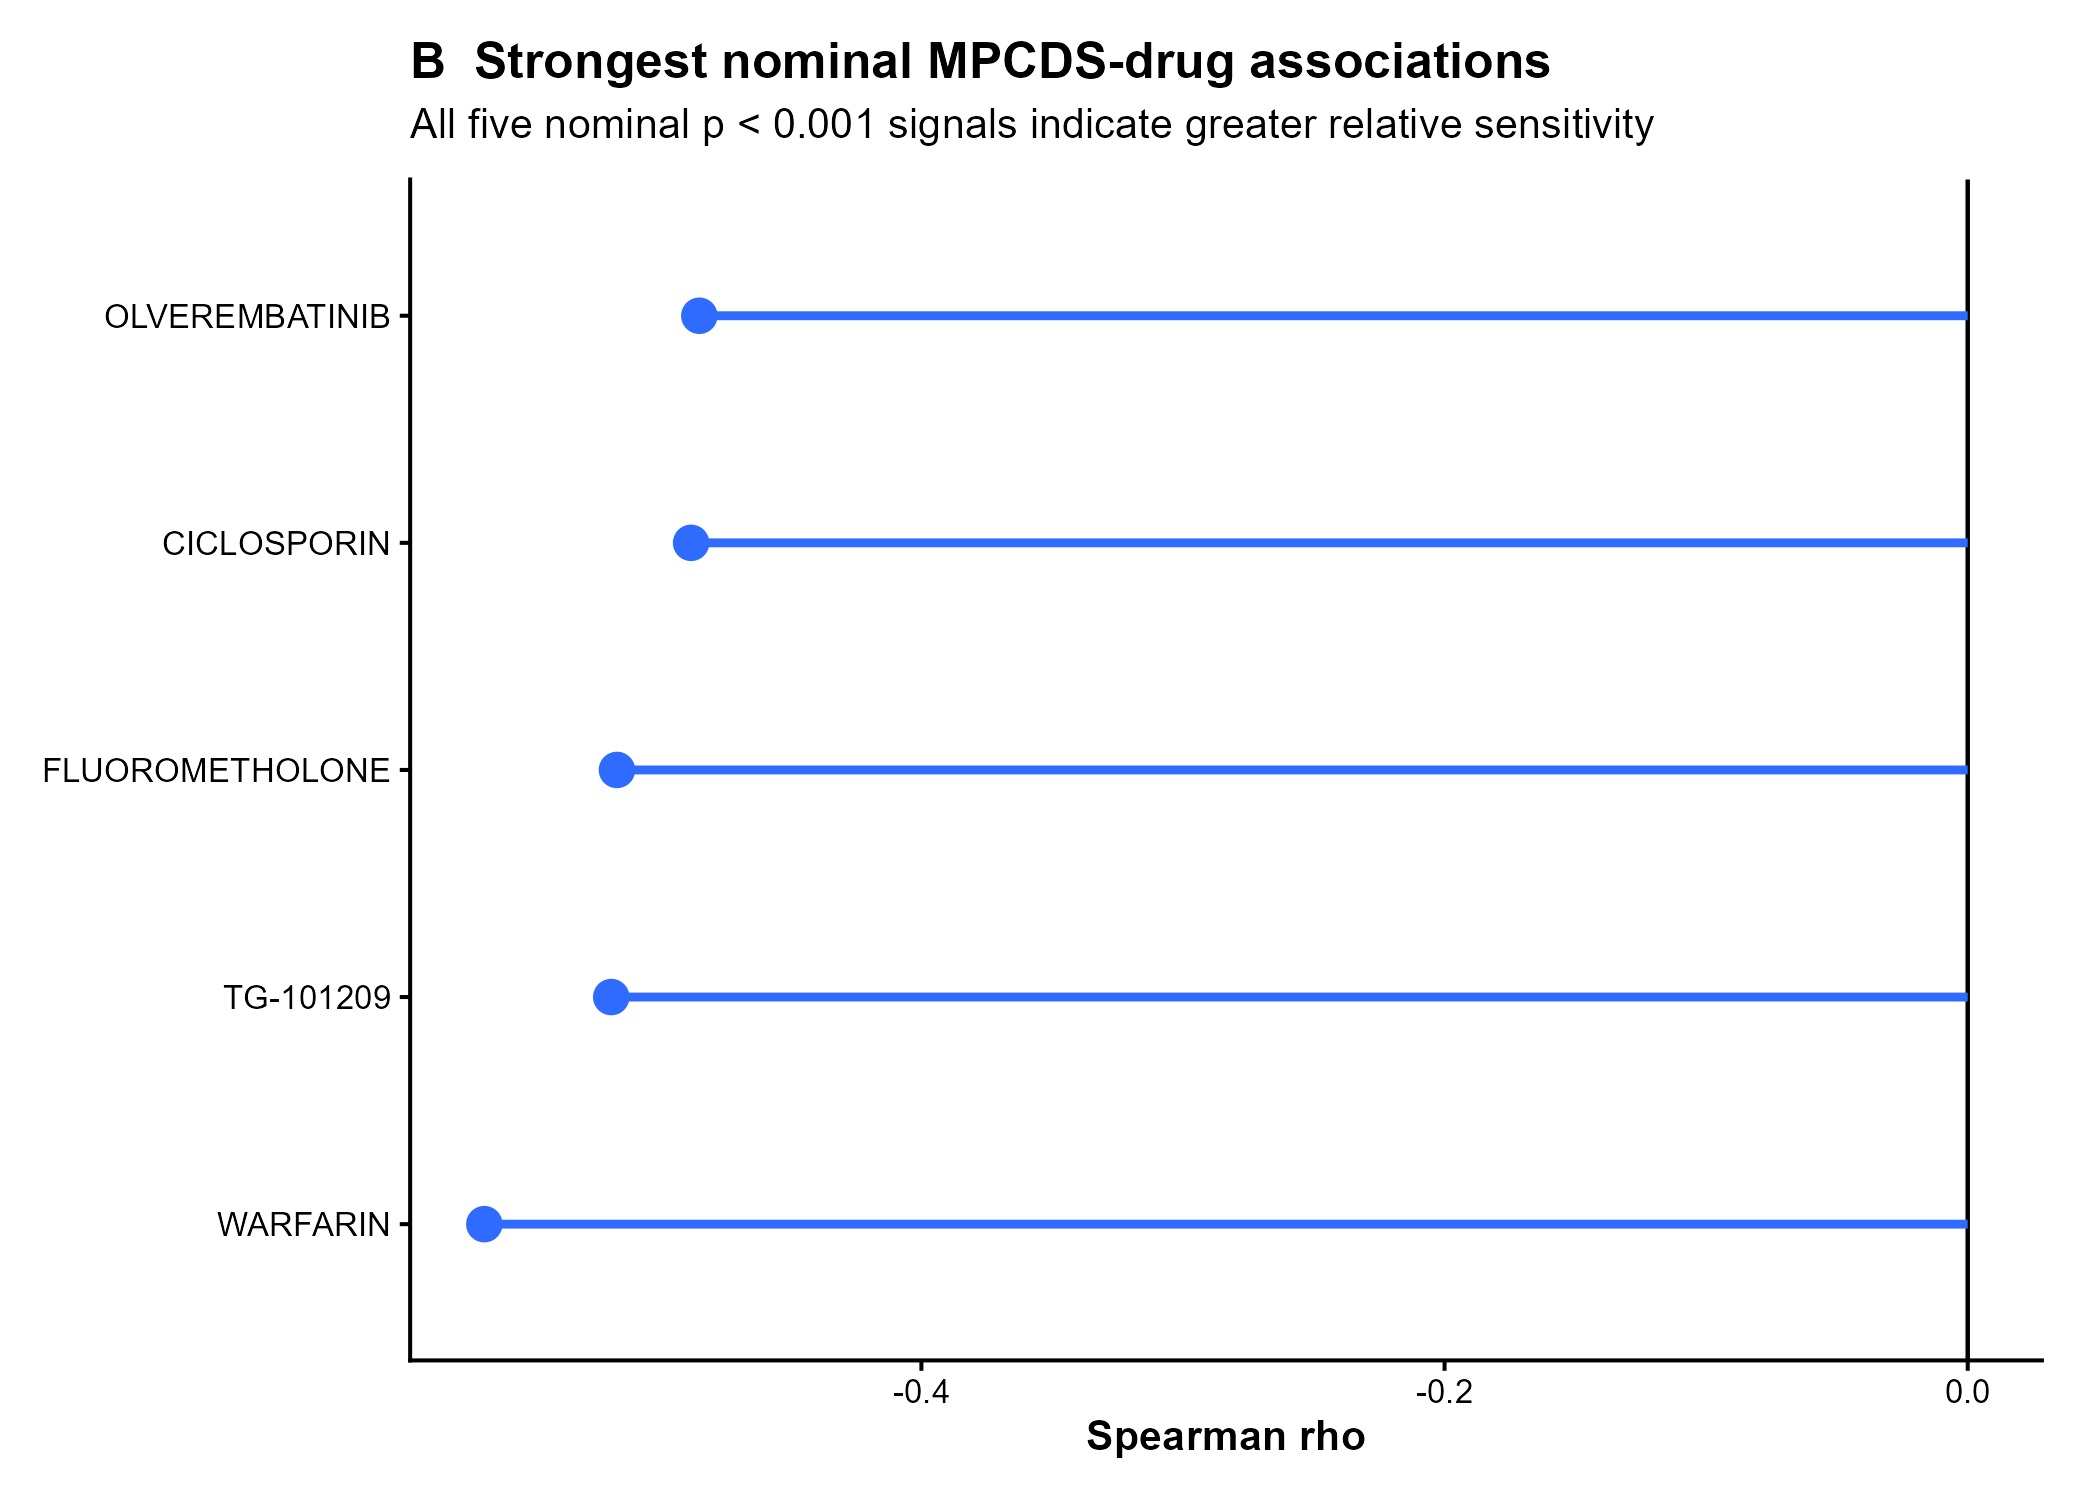 B  Strongest nominal MPCDS-drug associations
All five nominal p < 0.001 signals indicate greater relative sensitivity
OLVEREMBATINIB
CICLOSPORIN
FLUOROMETHOLONE
TG-101209
WARFARIN
-0.4
-0.2
0.0
Spearman rho